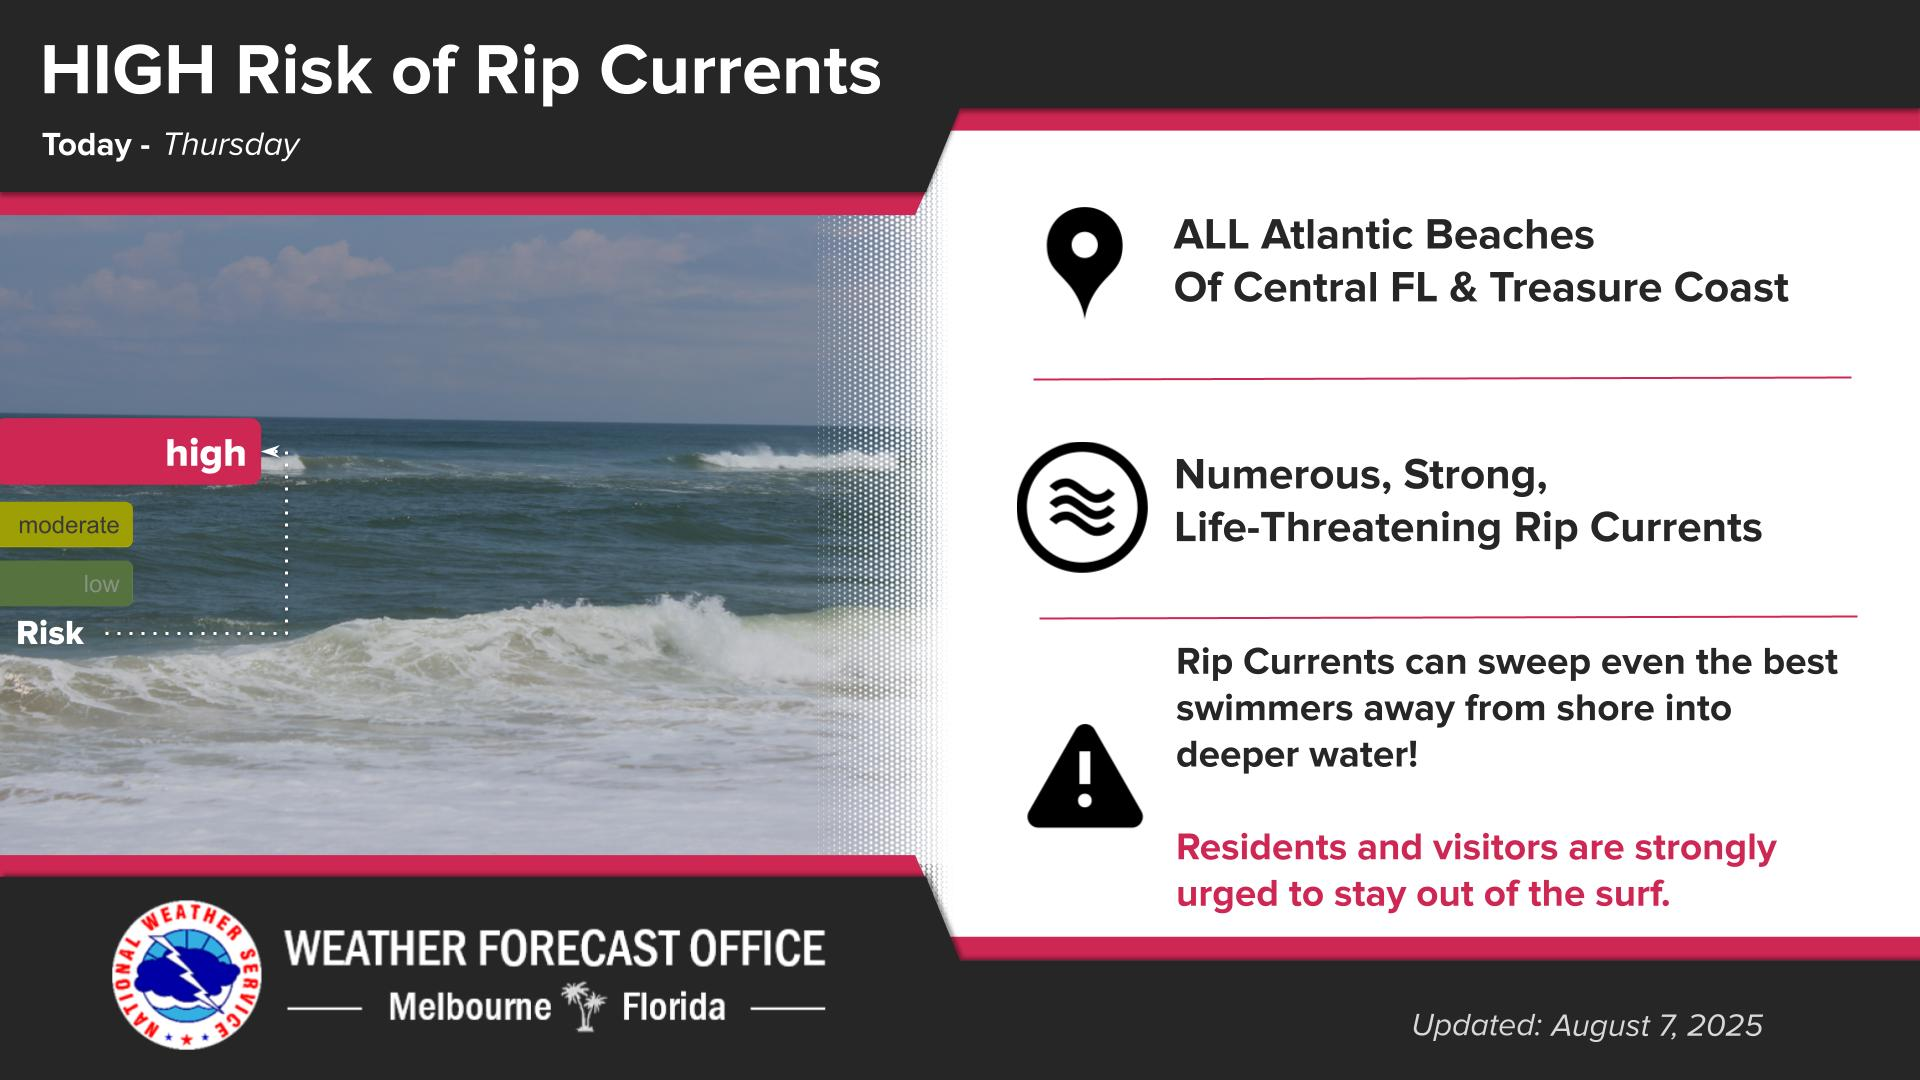 HIGH Risk of Rip Currents
Today - Thursday
ALL Atlantic Beaches
Of Central FL & Treasure Coast
high
moderate
low
Risk
Numerous, Strong,
Life-Threatening Rip Currents
Rip Currents can sweep even the best
swimmers away from shore into
deeper water!
Residents and visitors are strongly
urged to stay out of the surf.
NATIONAL WEATHER SERVICE
WEATHER FORECAST OFFICE
Melbourne Florida
Updated: August 7, 2025